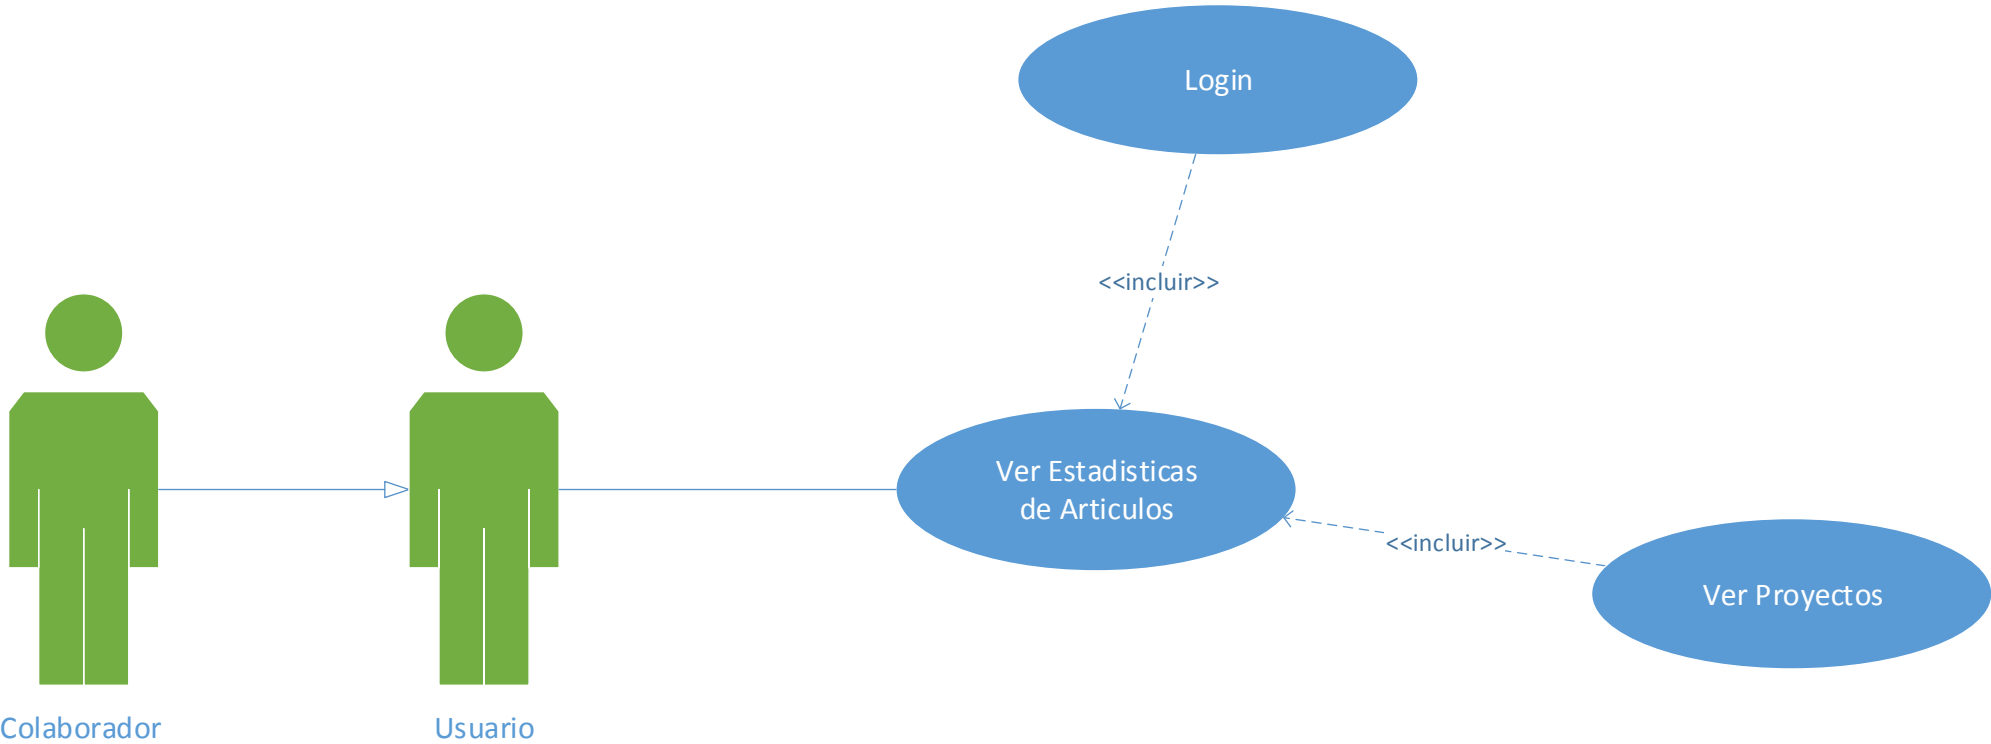 Login
<<incluir>>
Ver Estadisticas
de Articulos
<<incluir>>
Ver Proyectos
Colaborador
Usuario